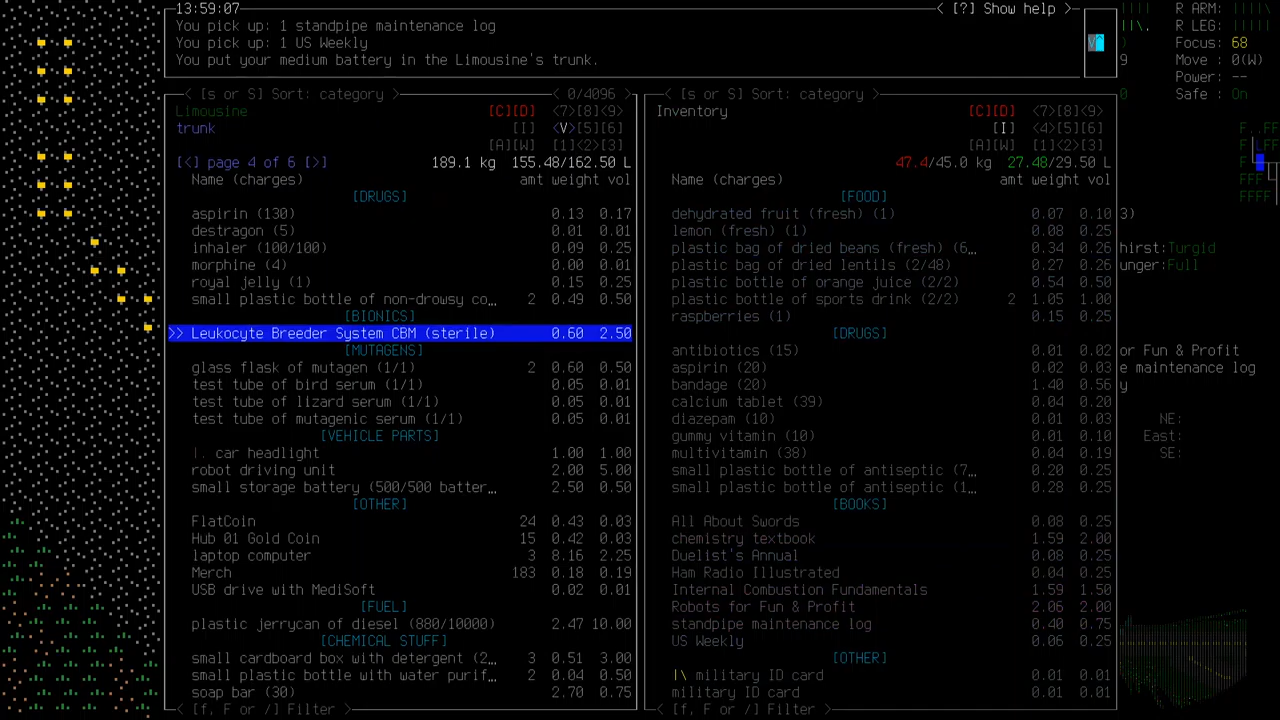 13:59:07 < [?] Show help > R ARM:
You pick up: 1 standpipe maintenance log R LEG:
You pick up: 1 US Weekly Focus: 68
You put your medium battery in the Limousine's trunk. 9 Move : 0(W)
Power: --
< [s or S] Sort: category > < 0/4096 < [s or S] Sort: category > 0 Safe : On
Limousine [C][D] <7>[8]<9> Inventory [C][D] <7>[8]<9>
trunk [I] <V>[5][6] [I] <4>[5][6]
[A][W] [1]<2>[3] [A][W] [1]<2>[3]
[<] page 4 of 6 [>] 189.1 kg 155.48/162.50 L 47.4/45.0 kg 27.48/29.50 L
Name (charges) amt weight vol Name (charges) amt weight vol
[DRUGS] [FOOD]
aspirin (130) 0.13 0.17 dehydrated fruit (fresh) (1) 0.07 0.10 3)
destragon (5) 0.01 0.01 lemon (fresh) (1) 0.08 0.25
inhaler (100/100) 0.09 0.25 plastic bag of dried beans (fresh) (6… 0.34 0.26 hirst:Turgid
morphine (4) 0.00 0.01 plastic bag of dried lentils (2/48) 0.27 0.26 unger:Full
royal jelly (1) 0.15 0.25 plastic bottle of orange juice (2/2) 0.54 0.50
small plastic bottle of non-drowsy co… 2 0.49 0.50 plastic bottle of sports drink (2/2) 2 1.05 1.00
[BIONICS] raspberries (1) 0.15 0.25
>> Leukocyte Breeder System CBM (sterile) 0.60 2.50 [DRUGS]
[MUTAGENS] antibiotics (15) 0.01 0.02 or Fun & Profit
glass flask of mutagen (1/1) 2 0.60 0.50 aspirin (20) 0.02 0.03 e maintenance log
test tube of bird serum (1/1) 0.05 0.01 bandage (20) 1.40 0.56 y
test tube of lizard serum (1/1) 0.05 0.01 calcium tablet (39) 0.04 0.20
test tube of mutagenic serum (1/1) 0.05 0.01 diazepam (10) 0.01 0.03 NE:
[VEHICLE PARTS] gummy vitamin (10) 0.01 0.10 East:
|. car headlight 1.00 1.00 multivitamin (38) 0.04 0.19 SE:
robot driving unit 2.00 5.00 small plastic bottle of antiseptic (7… 0.20 0.25
small storage battery (500/500 batter… 2.50 0.50 small plastic bottle of antiseptic (1… 0.28 0.25
[OTHER] [BOOKS]
FlatCoin 24 0.43 0.03 All About Swords 0.08 0.25
Hub 01 Gold Coin 15 0.42 0.03 chemistry textbook 1.59 2.00
laptop computer 3 8.16 2.25 Duelist's Annual 0.08 0.25
Merch 183 0.18 0.19 Ham Radio Illustrated 0.04 0.25
USB drive with MediSoft 0.02 0.01 Internal Combustion Fundamentals 1.59 1.50
[FUEL] Robots for Fun & Profit 2.06 2.00
plastic jerrycan of diesel (880/10000) 2.47 10.00 standpipe maintenance log 0.40 0.75
[CHEMICAL STUFF] US Weekly 0.06 0.25
small cardboard box with detergent (2… 3 0.51 3.00 [OTHER]
small plastic bottle with water purif… 2 0.04 0.50 |\ military ID card 0.01 0.01
soap bar (30) 2.70 0.75 military ID card 0.01 0.01
< [f, F or /] Filter > < [f, F or /] Filter >